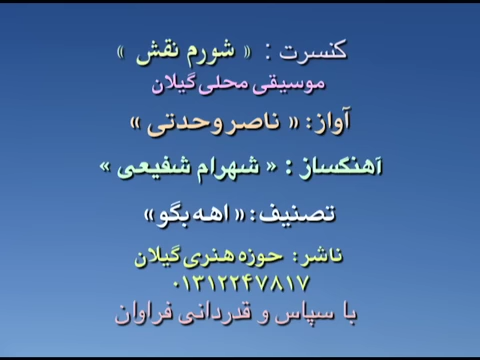 کنسرت : « شورم نقش »
موسیقی محلی گیلان
آواز: « ناصر وحدتی »
آهنگساز : « شهرام شفیعی »
تصنیف: « اهه بگو »
ناشر: حوزه هنری گیلان
۰۱۳۱۲۲۴۷۸۱۷
با سپاس و قدردانی فراوان